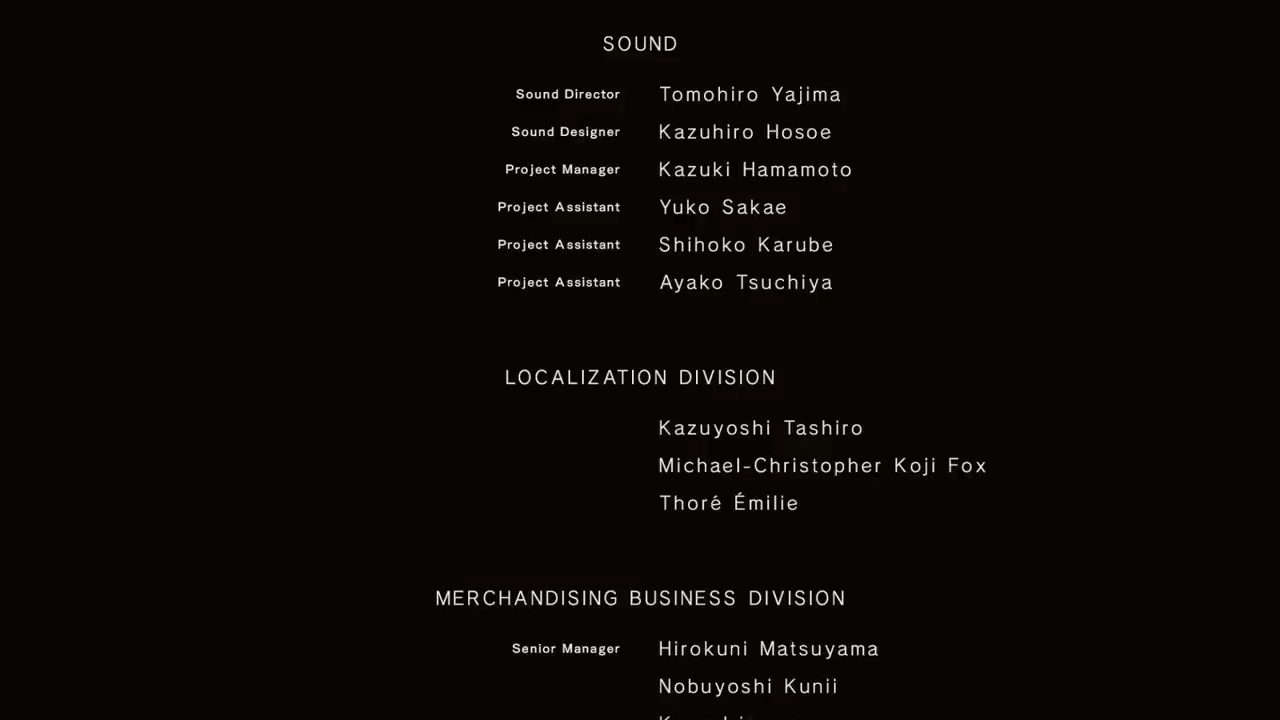 SOUND
Sound Director Tomohiro Yajima
Sound Designer Kazuhiro Hosoe
Project Manager Kazuki Hamamoto
Project Assistant Yuko Sakae
Project Assistant Shihoko Karube
Project Assistant Ayako Tsuchiya
LOCALIZATION DIVISION
Kazuyoshi Tashiro
Michael-Christopher Koji Fox
Thoré Émilie
MERCHANDISING BUSINESS DIVISION
Senior Manager Hirokuni Matsuyama
Nobuyoshi Kunii